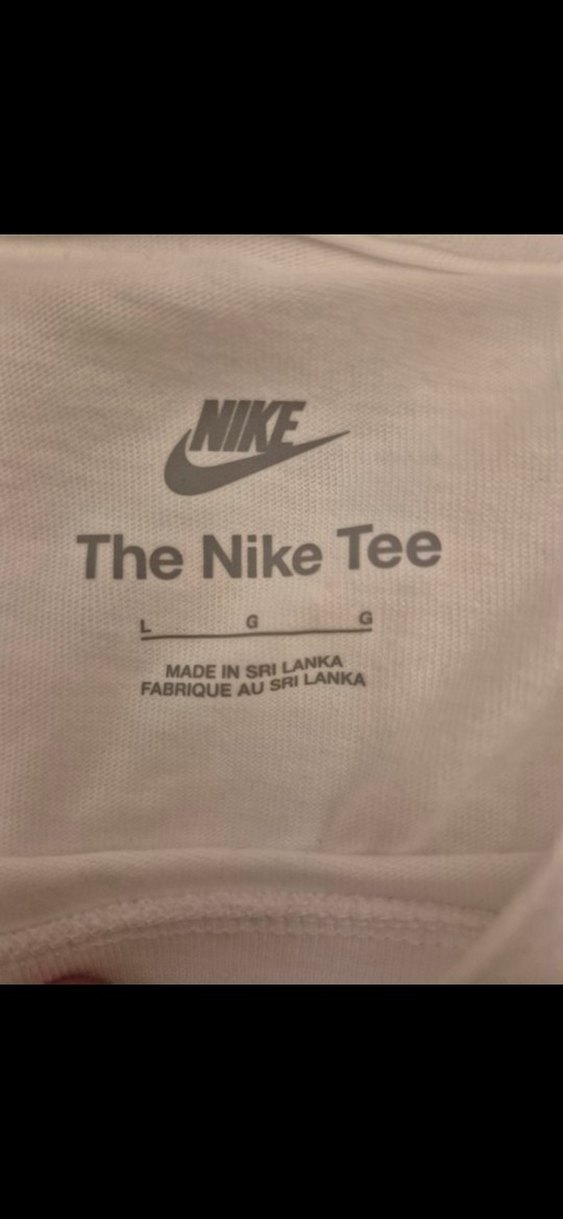 NIKE
The Nike Tee
L G G
MADE IN SRI LANKA
FABRIQUE AU SRI LANKA